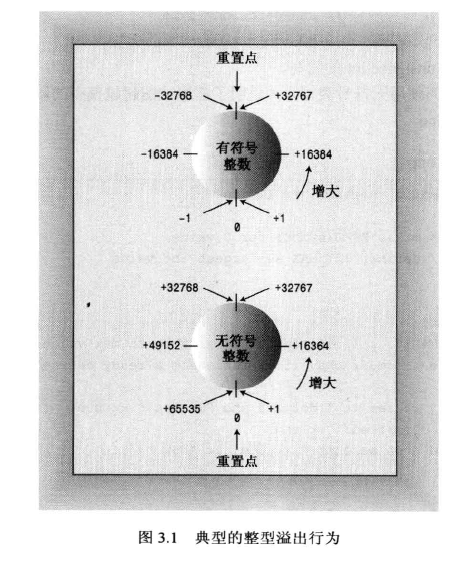 重置点
-32768 +32767
有符号
整数
-16384 +16384
增大
-1 +1
0
+32768 +32767
无符号
整数
+49152 +16364
增大
+65535 +1
0
重置点
图 3.1 典型的整型溢出行为